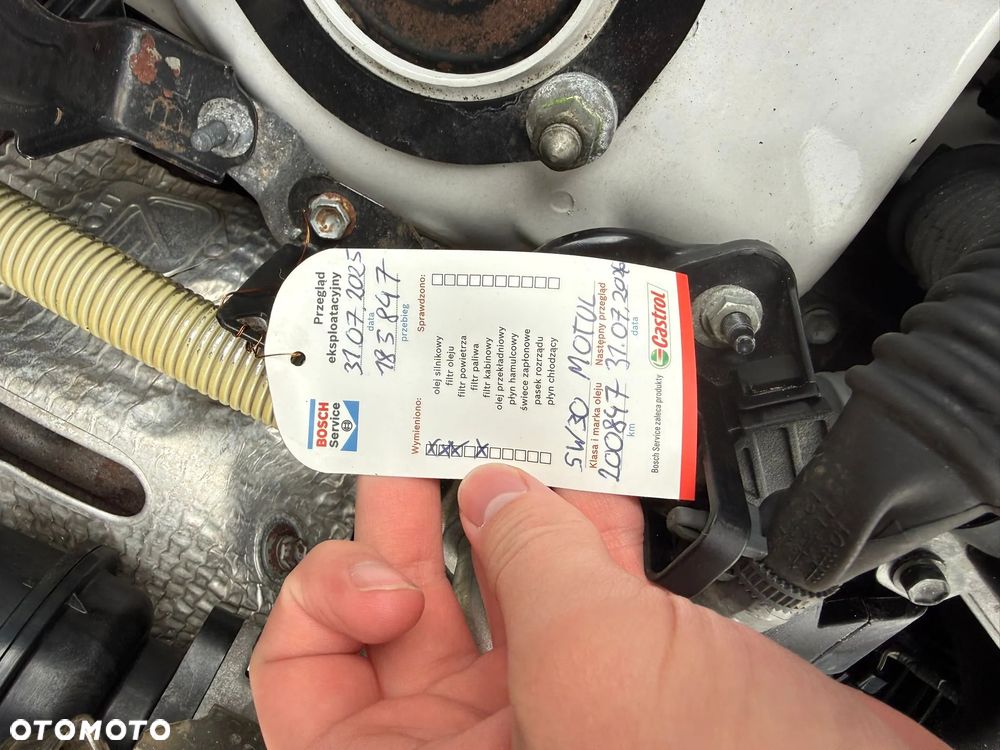 BOSCH
Service
Przegląd
eksploatacyjny
31.07.2025
data
183847
przebieg
Wymieniono:
Sprawdzono:
olej silnikowy
filtr oleju
filtr powietrza
filtr paliwa
filtr kabinowy
olej przekładniowy
płyn hamulcowy
świece zapłonowe
pasek rozrządu
płyn chłodzący
5W30 MOTUL
Klasa i marka oleju
Następny przegląd
200847 31.07.2026
km
data
Bosch Service zaleca produkty
Castrol
OTOMOTO